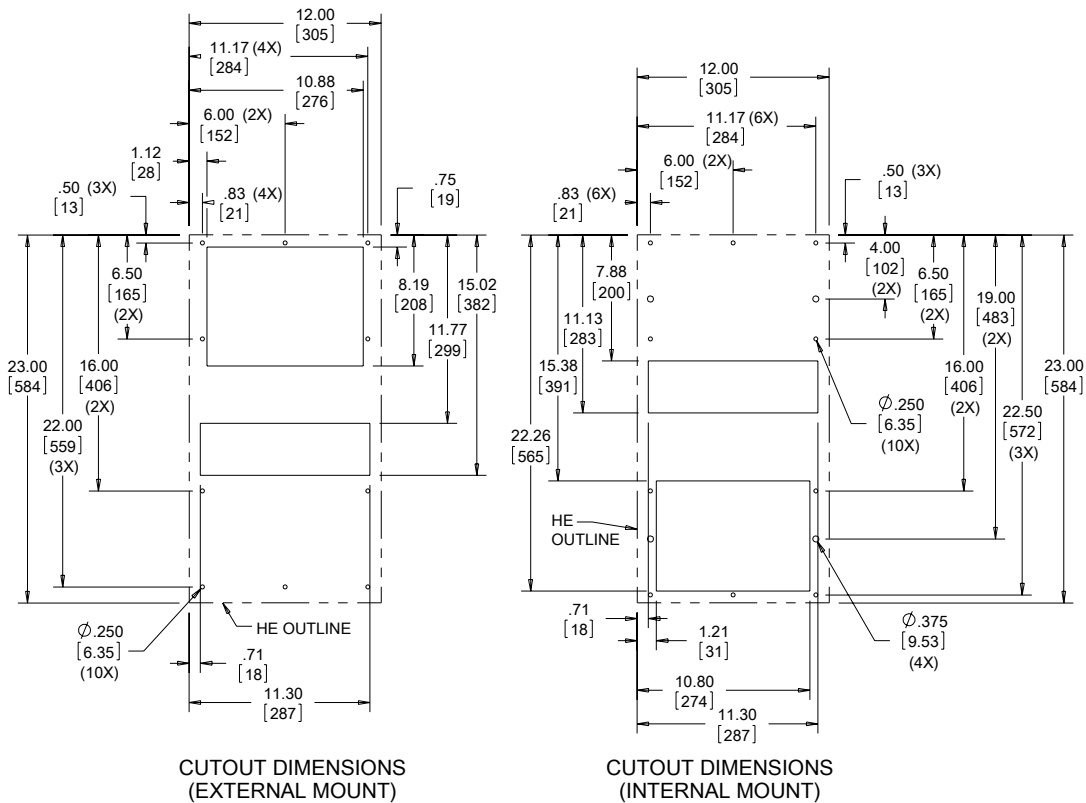 12.00
[305]
11.17 (4X)
[284]
10.88
[276]
6.00 (2X)
[152]
1.12
[28]
.50 (3X)
[13]
.83 (4X)
[21]
.75
[19]
6.50
[165]
(2X)
8.19
[208]
15.02
[382]
11.77
[299]
23.00
[584]
16.00
[406]
(2X)
22.00
[559]
(3X)
Ø.250
[6.35]
(10X)
HE OUTLINE
.71
[18]
11.30
[287]
CUTOUT DIMENSIONS
(EXTERNAL MOUNT)
12.00
[305]
11.17 (6X)
[284]
6.00 (2X)
[152]
.83 (6X)
[21]
.50 (3X)
[13]
7.88
[200]
4.00
[102]
(2X)
6.50
[165]
(2X)
11.13
[283]
19.00
[483]
(2X)
15.38
[391]
16.00
[406]
(2X)
23.00
[584]
Ø.250
[6.35]
(10X)
22.50
[572]
(3X)
22.26
[565]
HE
OUTLINE
.71
[18]
1.21
[31]
Ø.375
[9.53]
(4X)
10.80
[274]
11.30
[287]
CUTOUT DIMENSIONS
(INTERNAL MOUNT)